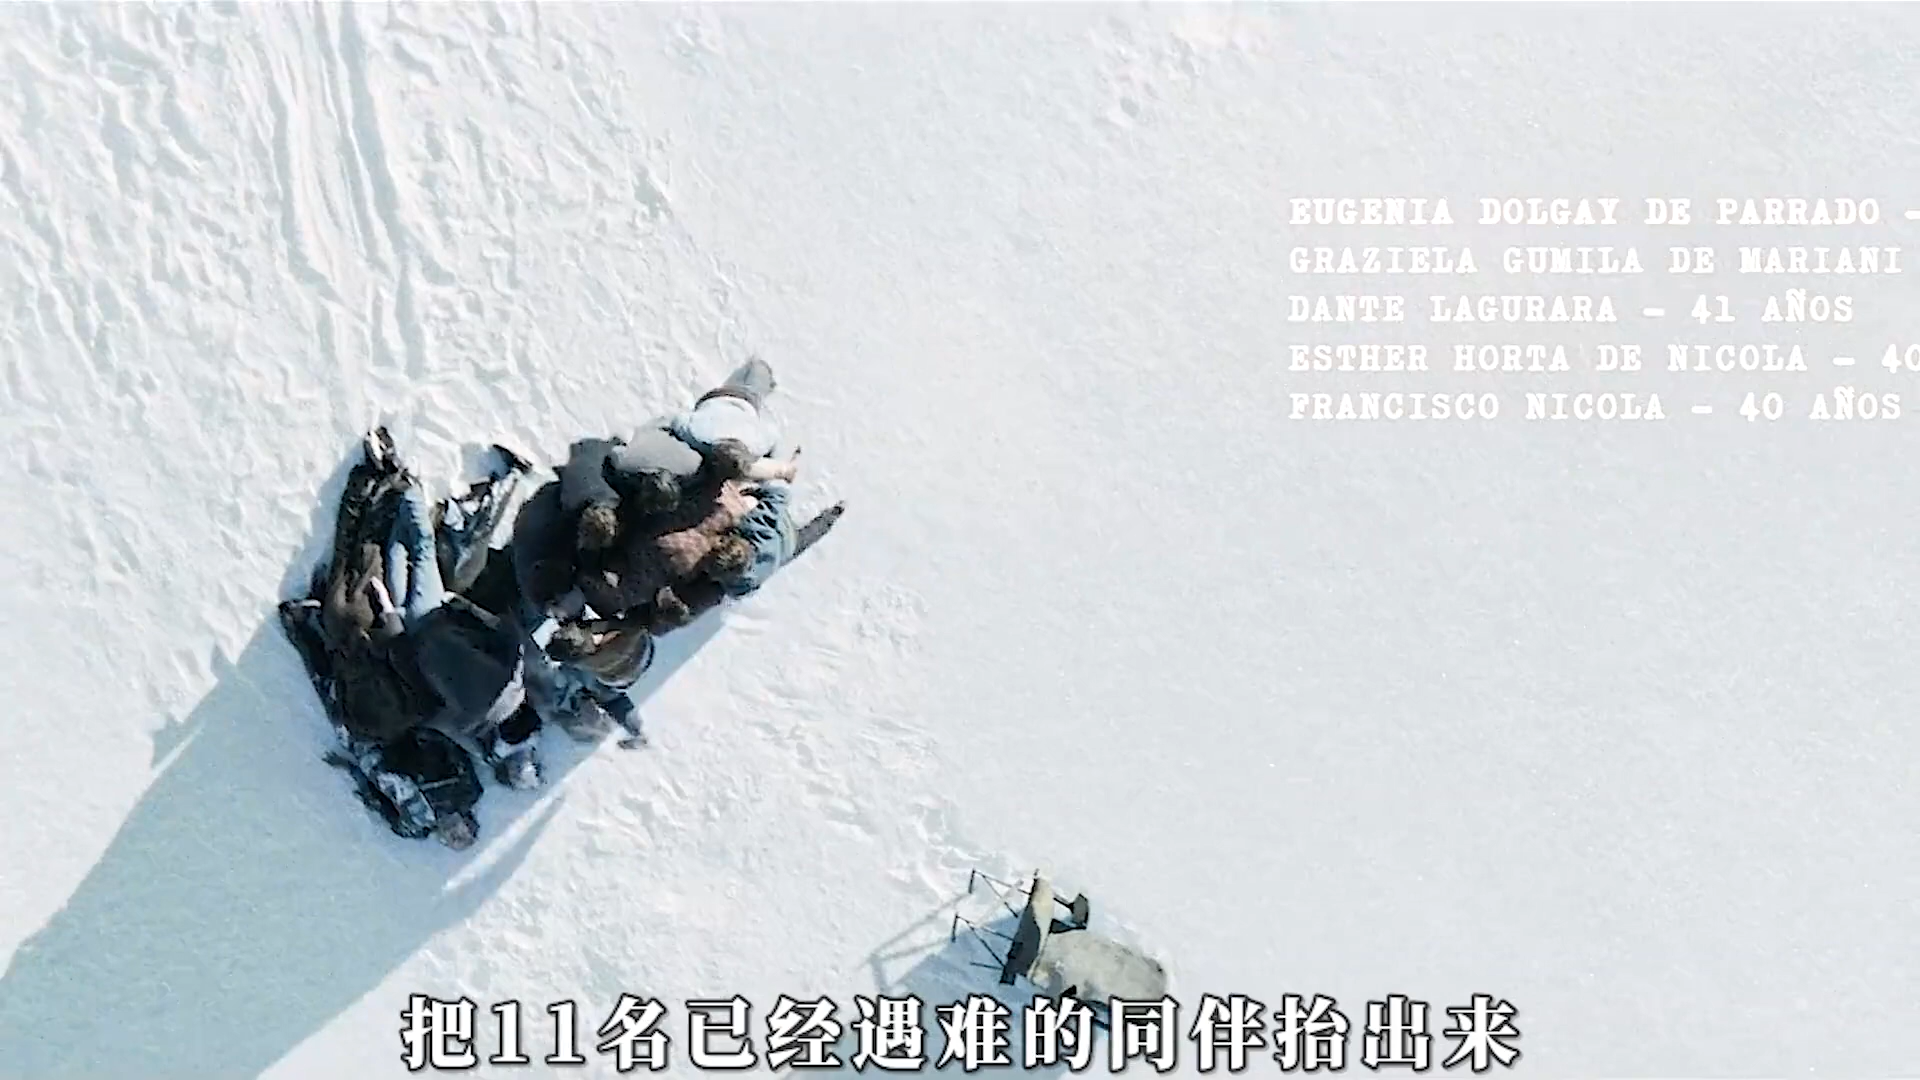 EUGENIA DOLGAY DE PARRADO -
GRAZIELA GUMILA DE MARIANI
DANTE LAGURARA - 41 AÑOS
ESTHER HORTA DE NICOLA - 40
FRANCISCO NICOLA - 40 AÑOS
把11名已经遇难的同伴抬出来